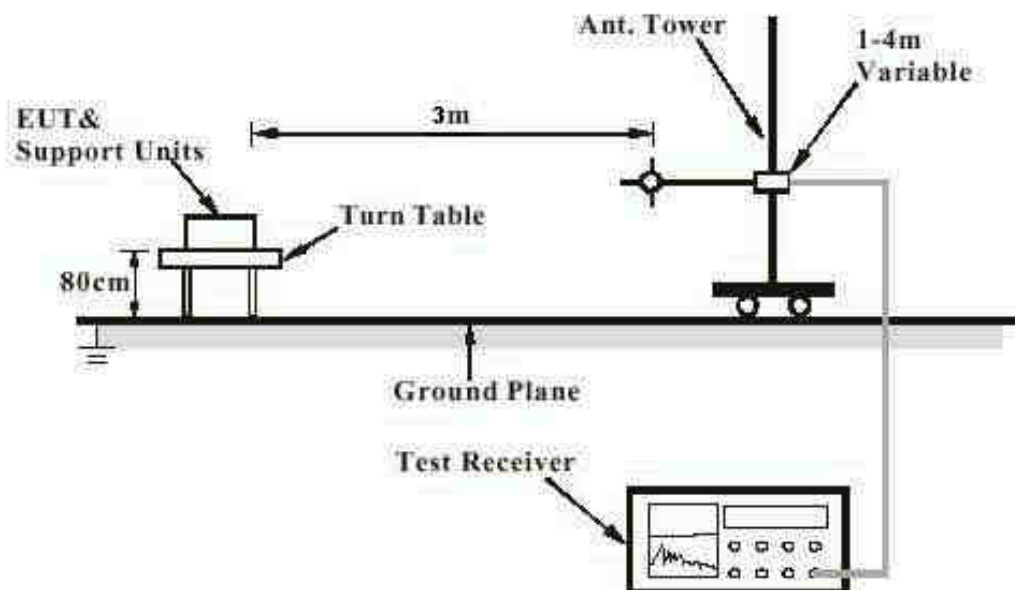 Ant. Tower
1-4m
Variable
EUT&
Support Units
3m
Turn Table
80cm
Ground Plane
Test Receiver